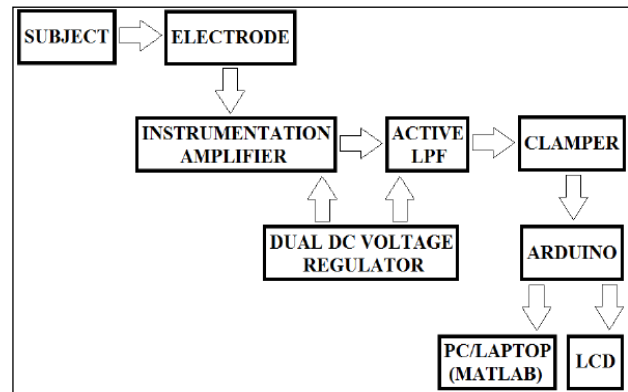 SUBJECT
ELECTRODE
INSTRUMENTATION
AMPLIFIER
ACTIVE
LPF
CLAMPER
DUAL DC VOLTAGE
REGULATOR
ARDUINO
PC/LAPTOP
(MATLAB)
LCD